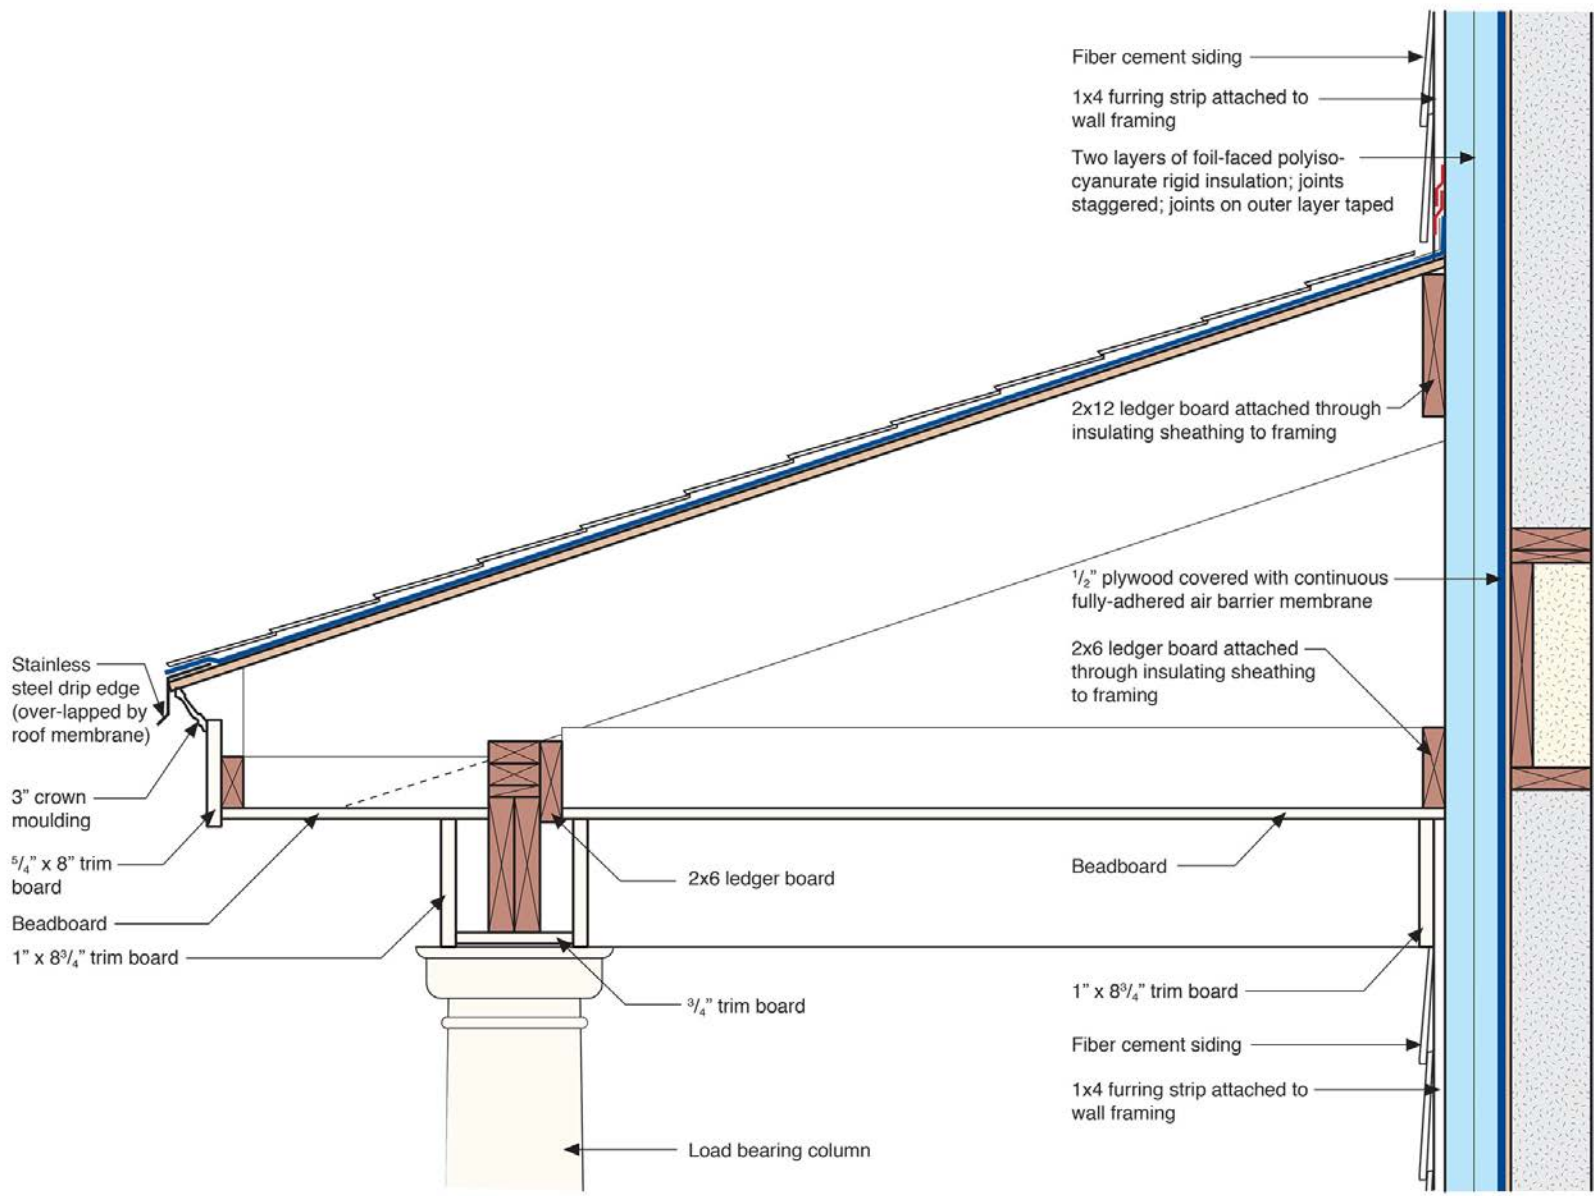 Fiber cement siding
1x4 furring strip attached to
wall framing
Two layers of foil-faced polyiso-
cyanurate rigid insulation; joints
staggered; joints on outer layer taped
2x12 ledger board attached through
insulating sheathing to framing
1/2” plywood covered with continuous
fully-adhered air barrier membrane
2x6 ledger board attached
through insulating sheathing
to framing
Stainless
steel drip edge
(over-lapped by
roof membrane)
3” crown
moulding
5/4” x 8” trim
board
Beadboard
1” x 8 3/4” trim board
2x6 ledger board
3/4” trim board
Load bearing column
Beadboard
1” x 8 3/4” trim board
Fiber cement siding
1x4 furring strip attached to
wall framing